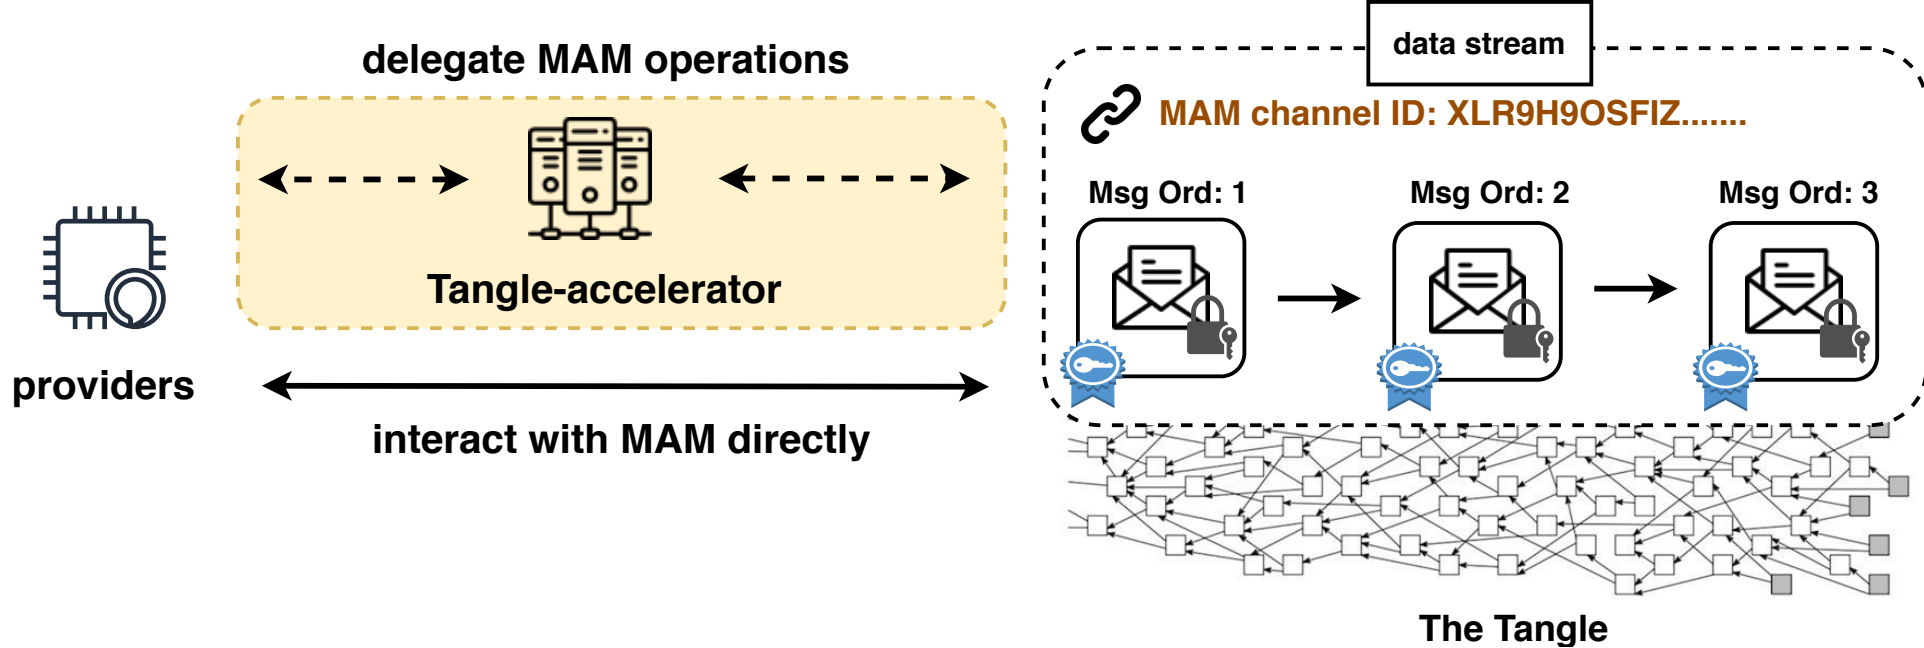 delegate MAM operations
Tangle-accelerator
providers
interact with MAM directly
data stream
MAM channel ID: XLR9H9OSFIZ.......
Msg Ord: 1
Msg Ord: 2
Msg Ord: 3
The Tangle